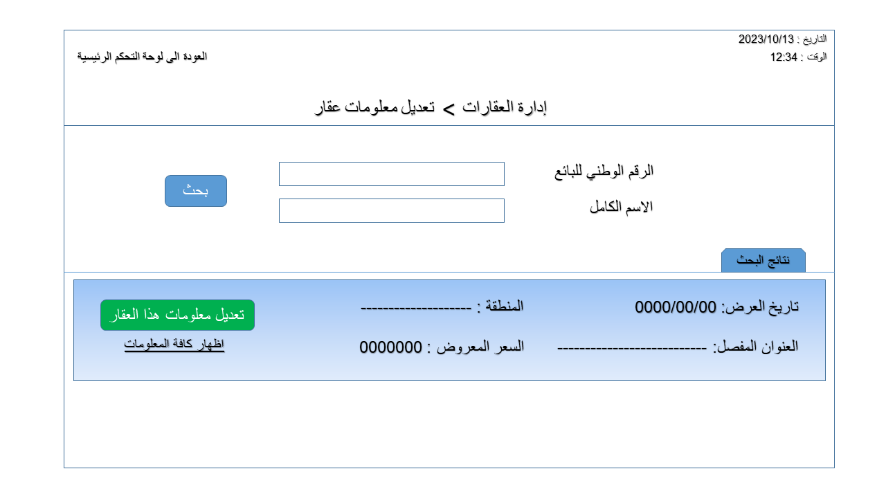 التاريخ : 2023/10/13
الوقت : 12:34
العودة الى لوحة التحكم الرئيسية
إدارة العقارات > تعديل معلومات عقار
الرقم الوطني للبائع
الاسم الكامل
بحث
نتائج البحث
تاريخ العرض: 0000/00/00
المنطقة : --------------------
تعديل معلومات هذا العقار
العنوان المفصل: ---------------------------
السعر المعروض : 0000000
اظهار كافة المعلومات